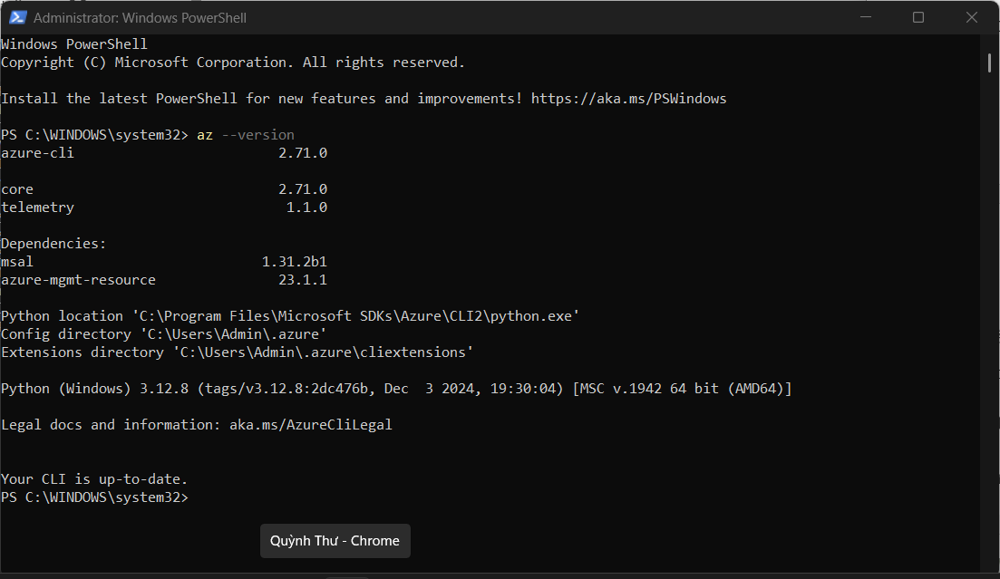 Administrator: Windows PowerShell
Windows PowerShell
Copyright (C) Microsoft Corporation. All rights reserved.
Install the latest PowerShell for new features and improvements! https://aka.ms/PSWindows
PS C:\WINDOWS\system32> az --version
azure-cli                         2.71.0
core                              2.71.0
telemetry                          1.1.0
Dependencies:
msal                            1.31.2b1
azure-mgmt-resource               23.1.1
Python location 'C:\Program Files\Microsoft SDKs\Azure\CLI2\python.exe'
Config directory 'C:\Users\Admin\.azure'
Extensions directory 'C:\Users\Admin\.azure\cliextensions'
Python (Windows) 3.12.8 (tags/v3.12.8:2dc476b, Dec  3 2024, 19:30:04) [MSC v.1942 64 bit (AMD64)]
Legal docs and information: aka.ms/AzureCliLegal
Your CLI is up-to-date.
PS C:\WINDOWS\system32>
Quỳnh Thư - Chrome